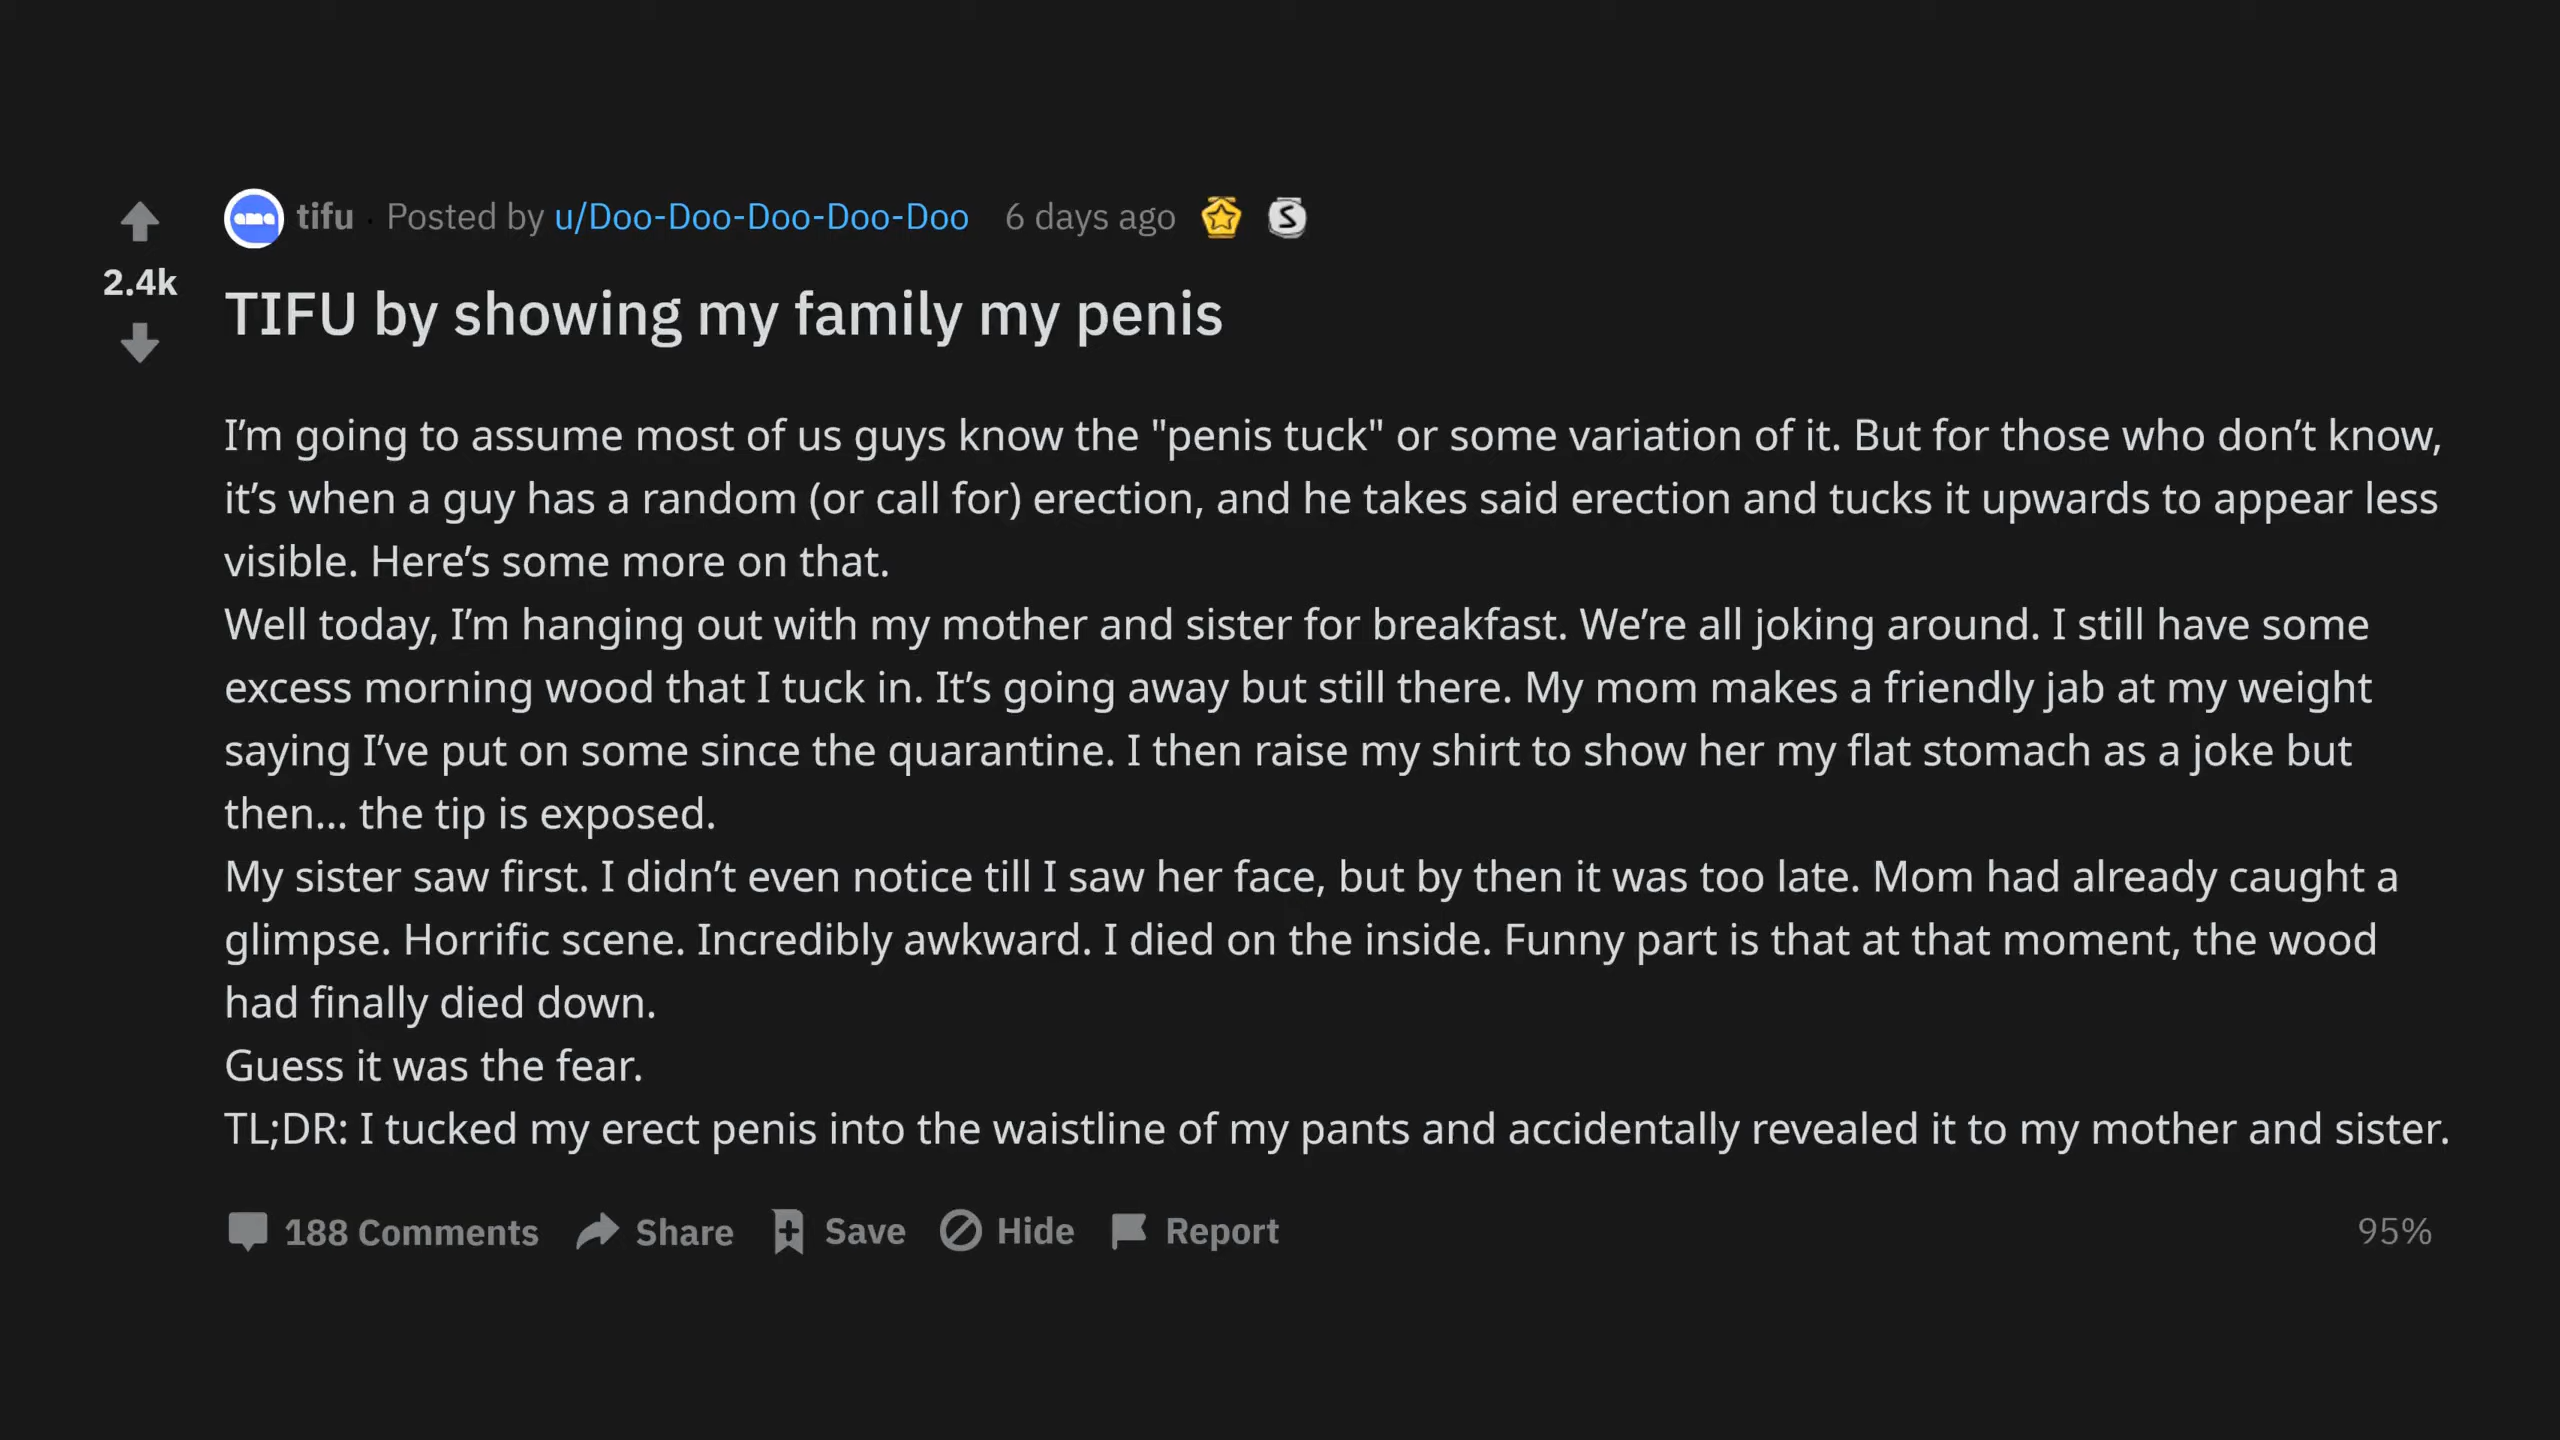 ama tifu · Posted by u/Doo-Doo-Doo-Doo-Doo 6 days ago S
2.4k
TIFU by showing my family my penis
I’m going to assume most of us guys know the "penis tuck" or some variation of it. But for those who don’t know,
it’s when a guy has a random (or call for) erection, and he takes said erection and tucks it upwards to appear less
visible. Here’s some more on that.
Well today, I’m hanging out with my mother and sister for breakfast. We’re all joking around. I still have some
excess morning wood that I tuck in. It’s going away but still there. My mom makes a friendly jab at my weight
saying I’ve put on some since the quarantine. I then raise my shirt to show her my flat stomach as a joke but
then... the tip is exposed.
My sister saw first. I didn’t even notice till I saw her face, but by then it was too late. Mom had already caught a
glimpse. Horrific scene. Incredibly awkward. I died on the inside. Funny part is that at that moment, the wood
had finally died down.
Guess it was the fear.
TL;DR: I tucked my erect penis into the waistline of my pants and accidentally revealed it to my mother and sister.
188 Comments Share Save Hide Report 95%